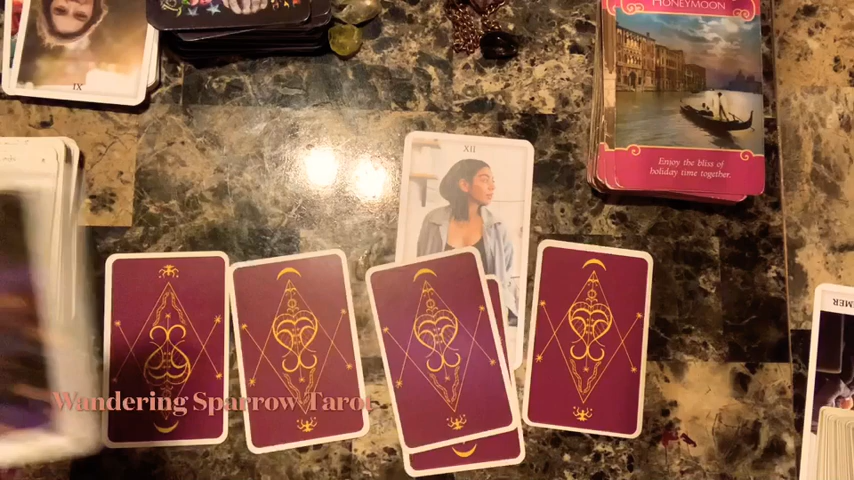 HONEYMOON
IX
XII
Enjoy the bliss of
holiday time together.
Wandering Sparrow Tarot